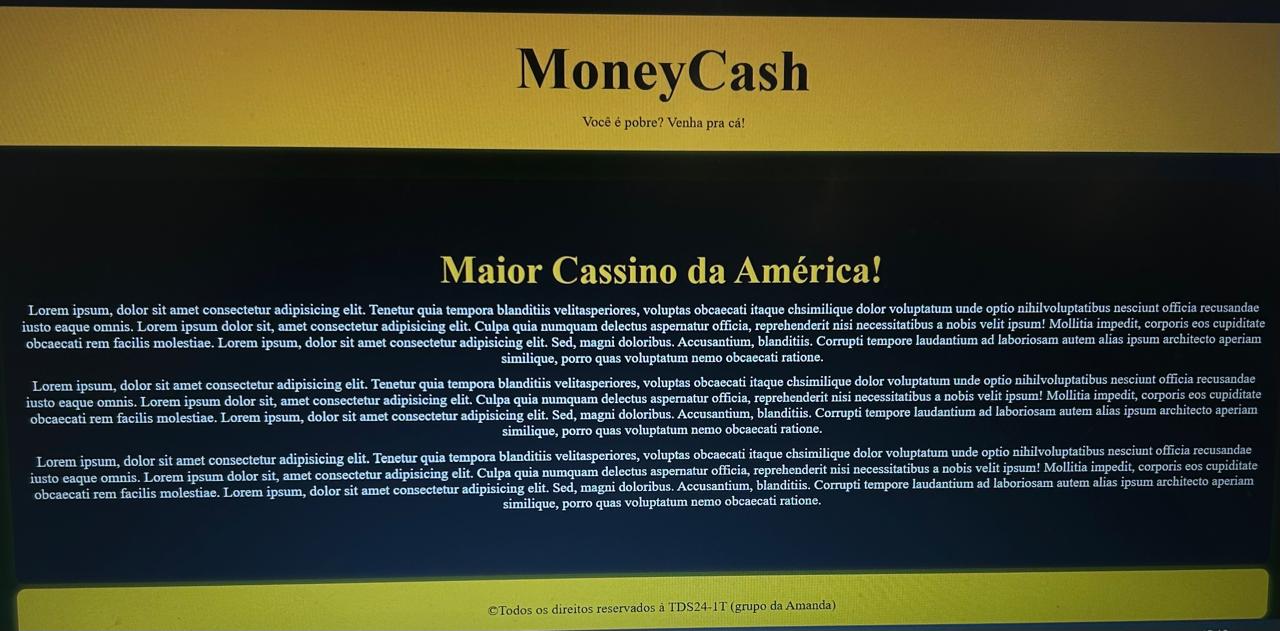 MoneyCash
Você é pobre? Venha pra cá!
Maior Cassino da América!
Lorem ipsum, dolor sit amet consectetur adipisicing elit. Tenetur quia tempora blanditiis velitasperiores, voluptas obcaecati itaque chsimilique dolor voluptatum unde optio nihilvoluptatibus nesciunt officia recusandae
iusto eaque omnis. Lorem ipsum dolor sit, amet consectetur adipisicing elit. Culpa quia numquam delectus aspernatur officia, reprehenderit nisi necessitatibus a nobis velit ipsum! Mollitia impedit, corporis eos cupiditate
obcaecati rem facilis molestiae. Lorem ipsum, dolor sit amet consectetur adipisicing elit. Sed, magni doloribus. Accusantium, blanditiis. Corrupti tempore laudantium ad laboriosam autem alias ipsum architecto aperiam
similique, porro quas voluptatum nemo obcaecati ratione.
Lorem ipsum, dolor sit amet consectetur adipisicing elit. Tenetur quia tempora blanditiis velitasperiores, voluptas obcaecati itaque chsimilique dolor voluptatum unde optio nihilvoluptatibus nesciunt officia recusandae
iusto eaque omnis. Lorem ipsum dolor sit, amet consectetur adipisicing elit. Culpa quia numquam delectus aspernatur officia, reprehenderit nisi necessitatibus a nobis velit ipsum! Mollitia impedit, corporis eos cupiditate
obcaecati rem facilis molestiae. Lorem ipsum, dolor sit amet consectetur adipisicing elit. Sed, magni doloribus. Accusantium, blanditiis. Corrupti tempore laudantium ad laboriosam autem alias ipsum architecto aperiam
similique, porro quas voluptatum nemo obcaecati ratione.
Lorem ipsum, dolor sit amet consectetur adipisicing elit. Tenetur quia tempora blanditiis velitasperiores, voluptas obcaecati itaque chsimilique dolor voluptatum unde optio nihilvoluptatibus nesciunt officia recusandae
iusto eaque omnis. Lorem ipsum dolor sit, amet consectetur adipisicing elit. Culpa quia numquam delectus aspernatur officia, reprehenderit nisi necessitatibus a nobis velit ipsum! Mollitia impedit, corporis eos cupiditate
obcaecati rem facilis molestiae. Lorem ipsum, dolor sit amet consectetur adipisicing elit. Sed, magni doloribus. Accusantium, blanditiis. Corrupti tempore laudantium ad laboriosam autem alias ipsum architecto aperiam
similique, porro quas voluptatum nemo obcaecati ratione.
©Todos os direitos reservados à TDS24-1T (grupo da Amanda)